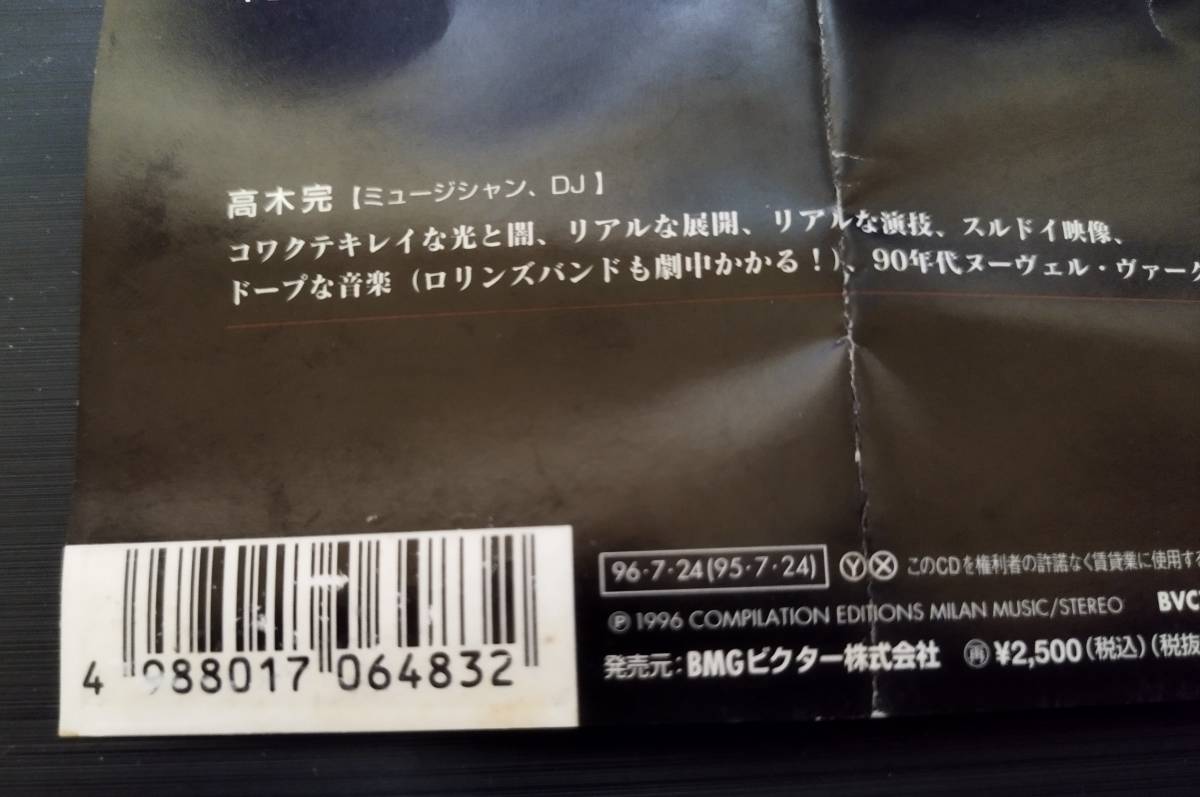 高木完【ミュージシャン、DJ】
コワクテキレイな光と闇、リアルな展開、リアルな演技、スルドイ映像、
ドープな音楽（ロリンズバンドも劇中かかる！）、90年代ヌーヴェル・ヴァーグ
96・7・24(95・7・24) Ⓨ Ⓧ このCDを権利者の許諾なく賃貸業に使用する
Ⓟ 1996 COMPILATION EDITIONS MILAN MUSIC/STEREO BVC
発売元：BMGビクター株式会社 ㊂¥2,500(税込)(税抜
4 988017 064832